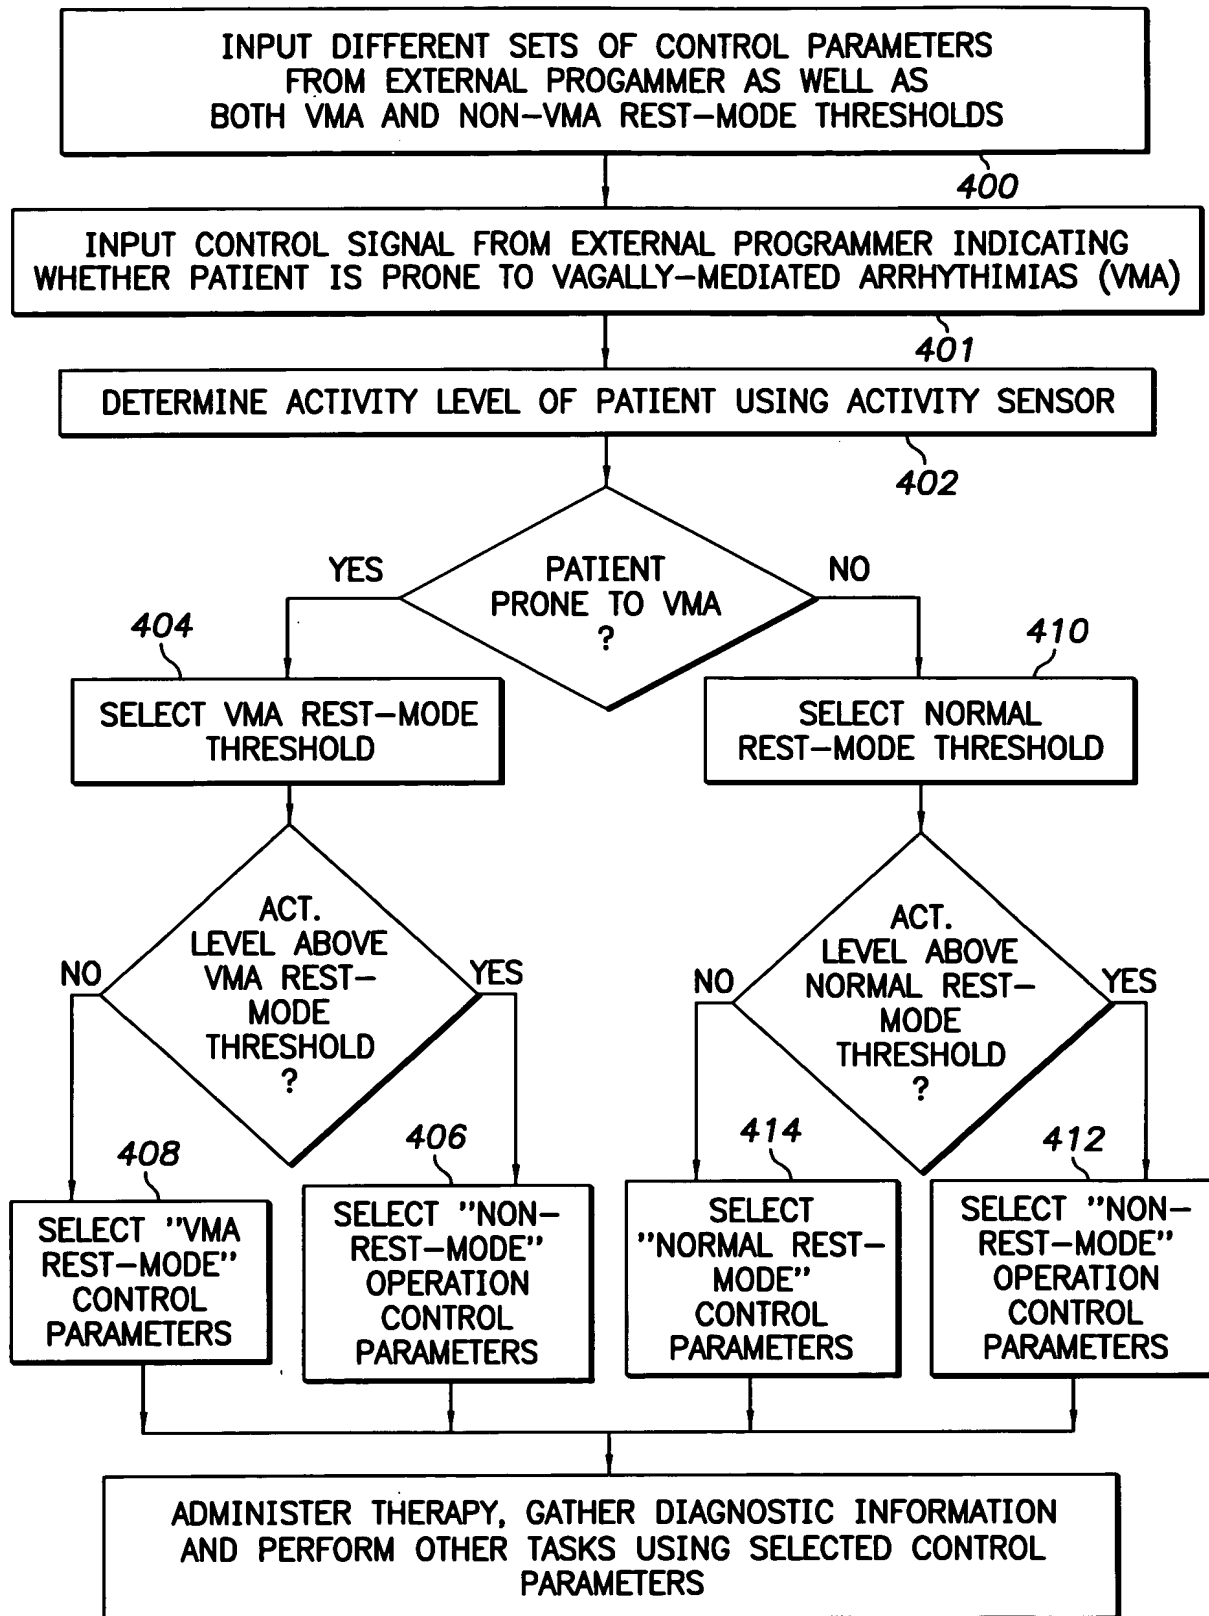 INPUT DIFFERENT SETS OF CONTROL PARAMETERS
FROM EXTERNAL PROGAMMER AS WELL AS
BOTH VMA AND NON-VMA REST-MODE THRESHOLDS
400
INPUT CONTROL SIGNAL FROM EXTERNAL PROGRAMMER INDICATING
WHETHER PATIENT IS PRONE TO VAGALLY-MEDIATED ARRHYTHIMIAS (VMA)
401
DETERMINE ACTIVITY LEVEL OF PATIENT USING ACTIVITY SENSOR
402
YES
PATIENT
PRONE TO VMA
?
NO
404
SELECT VMA REST-MODE
THRESHOLD
410
SELECT NORMAL
REST-MODE THRESHOLD
NO
ACT.
LEVEL ABOVE
VMA REST-
MODE
THRESHOLD
?
YES
NO
ACT.
LEVEL ABOVE
NORMAL REST-
MODE
THRESHOLD
?
YES
408
SELECT "VMA
REST-MODE"
CONTROL
PARAMETERS
406
SELECT "NON-
REST-MODE"
OPERATION
CONTROL
PARAMETERS
414
SELECT
"NORMAL REST-
MODE"
CONTROL
PARAMETERS
412
SELECT "NON-
REST-MODE"
OPERATION
CONTROL
PARAMETERS
ADMINISTER THERAPY, GATHER DIAGNOSTIC INFORMATION
AND PERFORM OTHER TASKS USING SELECTED CONTROL
PARAMETERS